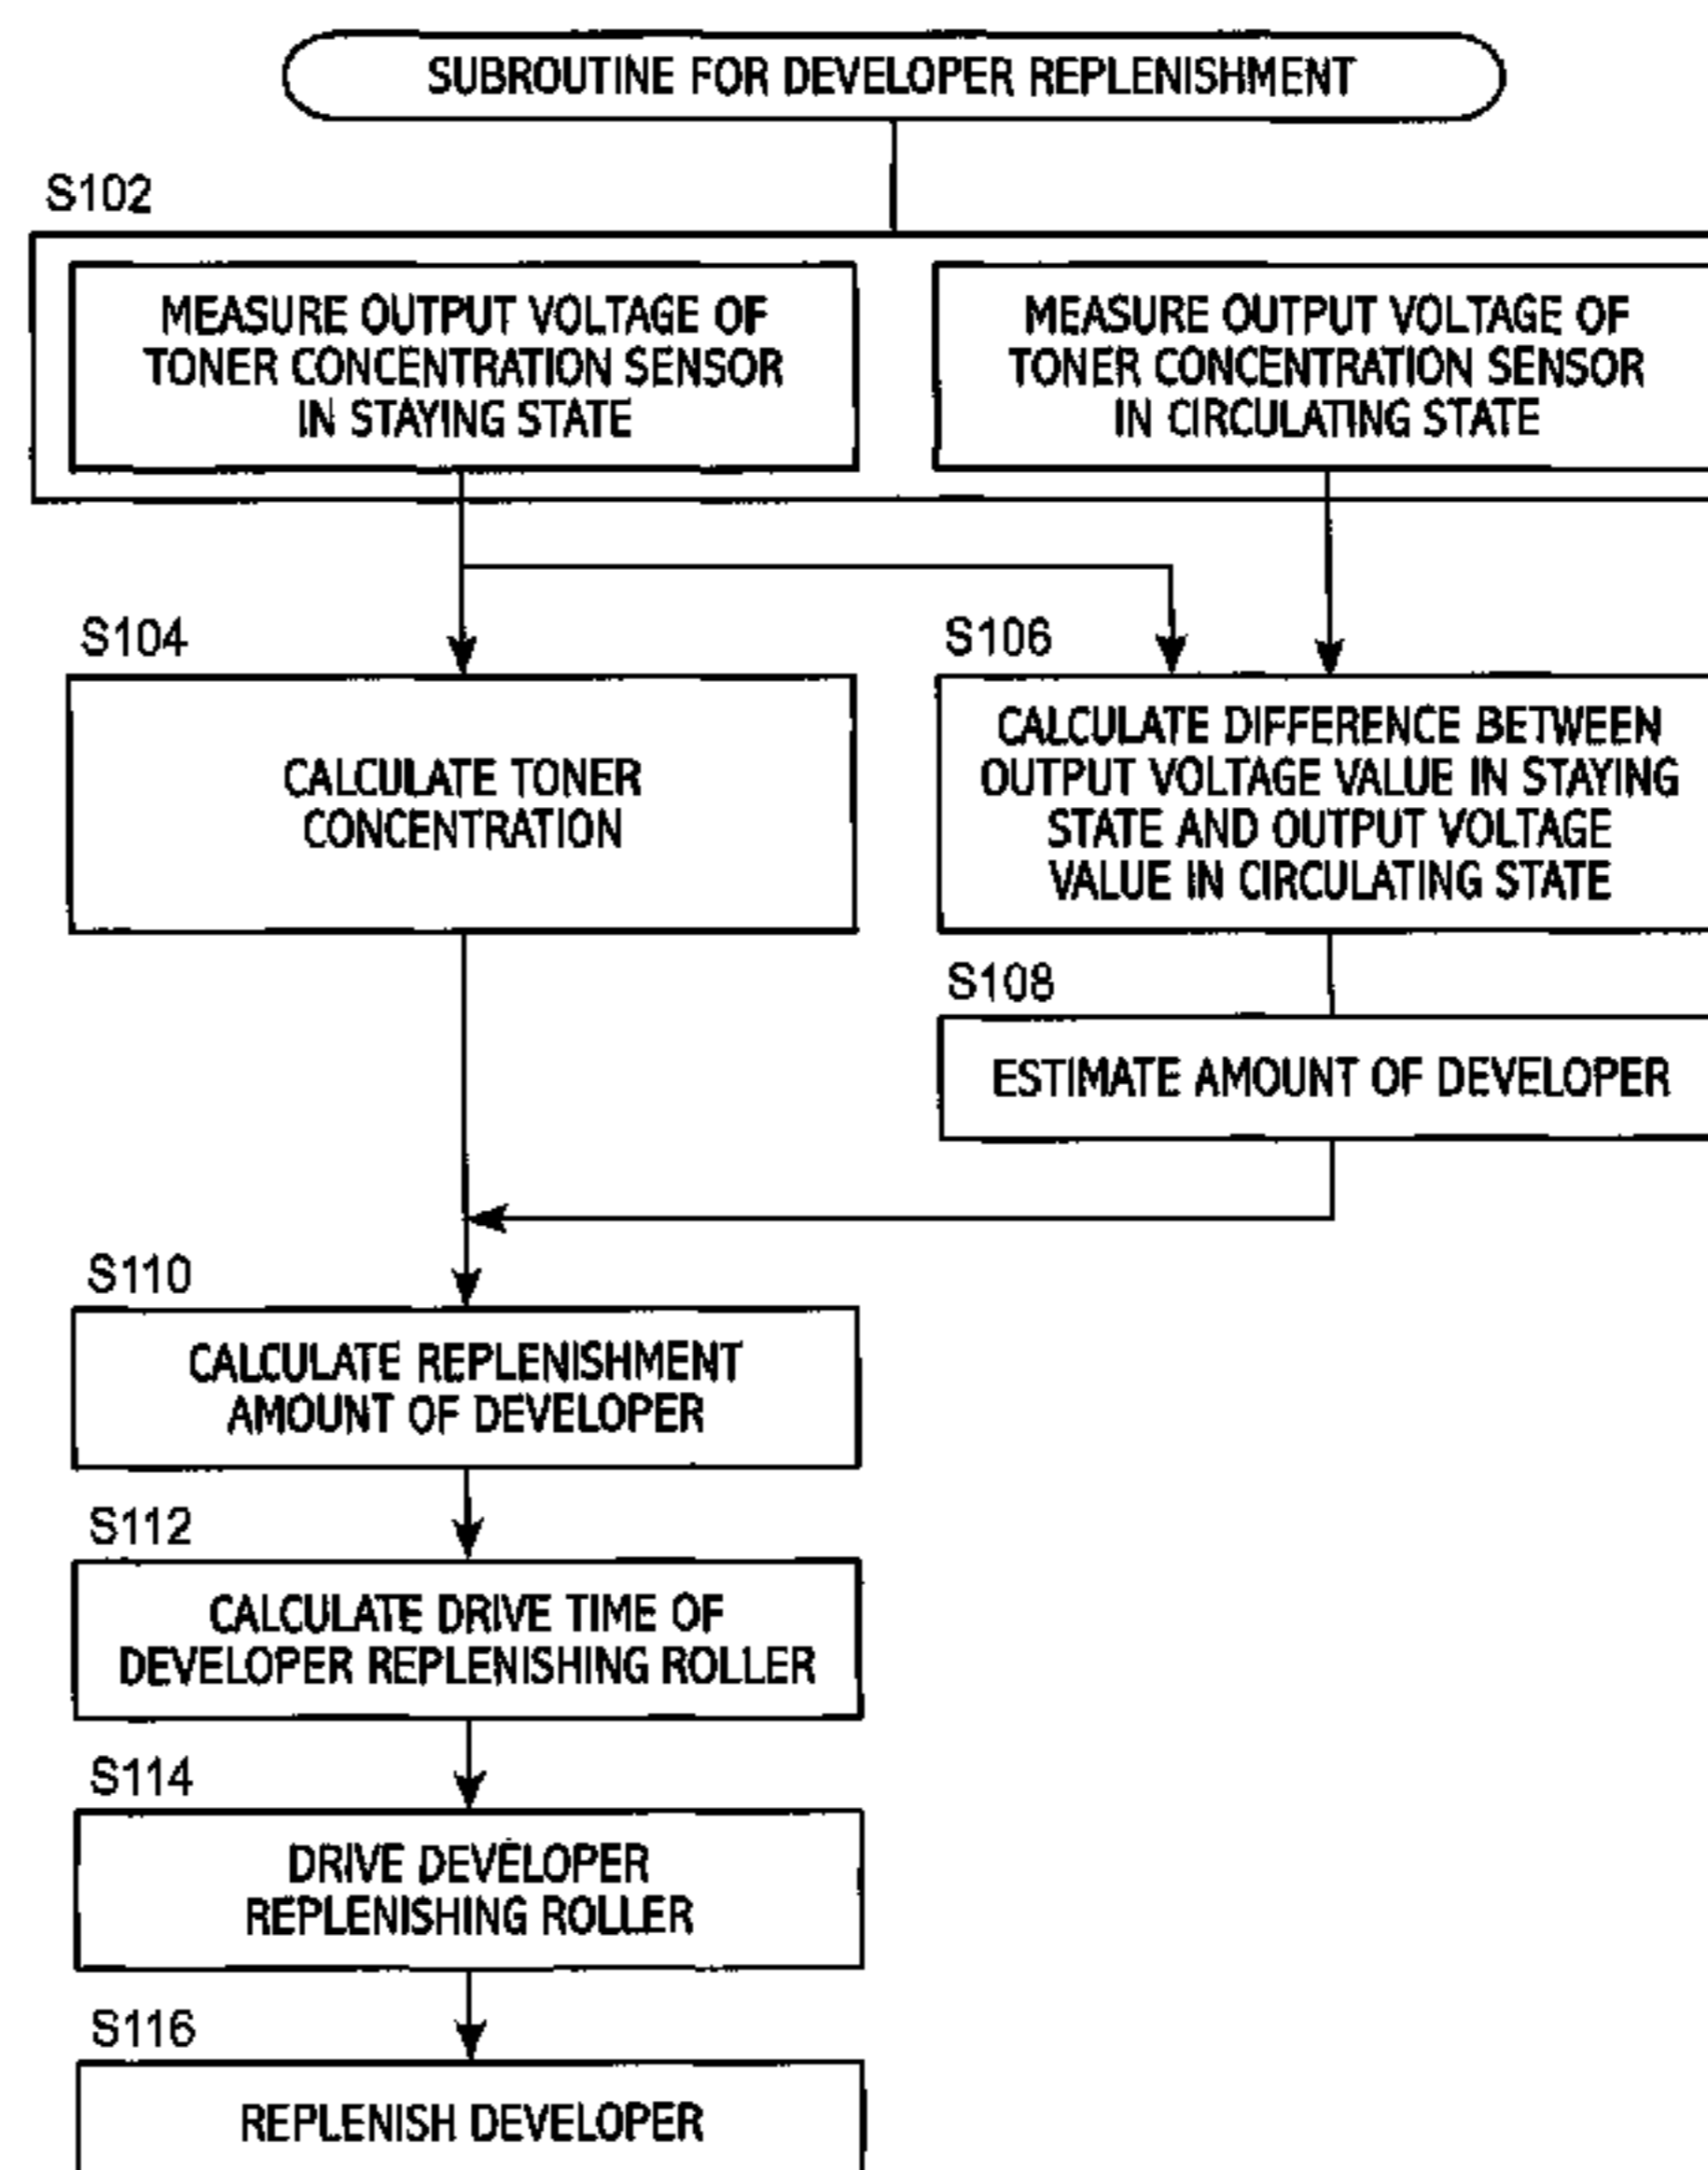 SUBROUTINE FOR DEVELOPER REPLENISHMENT
S102
MEASURE OUTPUT VOLTAGE OF
TONER CONCENTRATION SENSOR
IN STAYING STATE
MEASURE OUTPUT VOLTAGE OF
TONER CONCENTRATION SENSOR
IN CIRCULATING STATE
S104
CALCULATE TONER
CONCENTRATION
S106
CALCULATE DIFFERENCE BETWEEN
OUTPUT VOLTAGE VALUE IN STAYING
STATE AND OUTPUT VOLTAGE
VALUE IN CIRCULATING STATE
S108
ESTIMATE AMOUNT OF DEVELOPER
S110
CALCULATE REPLENISHMENT
AMOUNT OF DEVELOPER
S112
CALCULATE DRIVE TIME OF
DEVELOPER REPLENISHING ROLLER
S114
DRIVE DEVELOPER
REPLENISHING ROLLER
S116
REPLENISH DEVELOPER